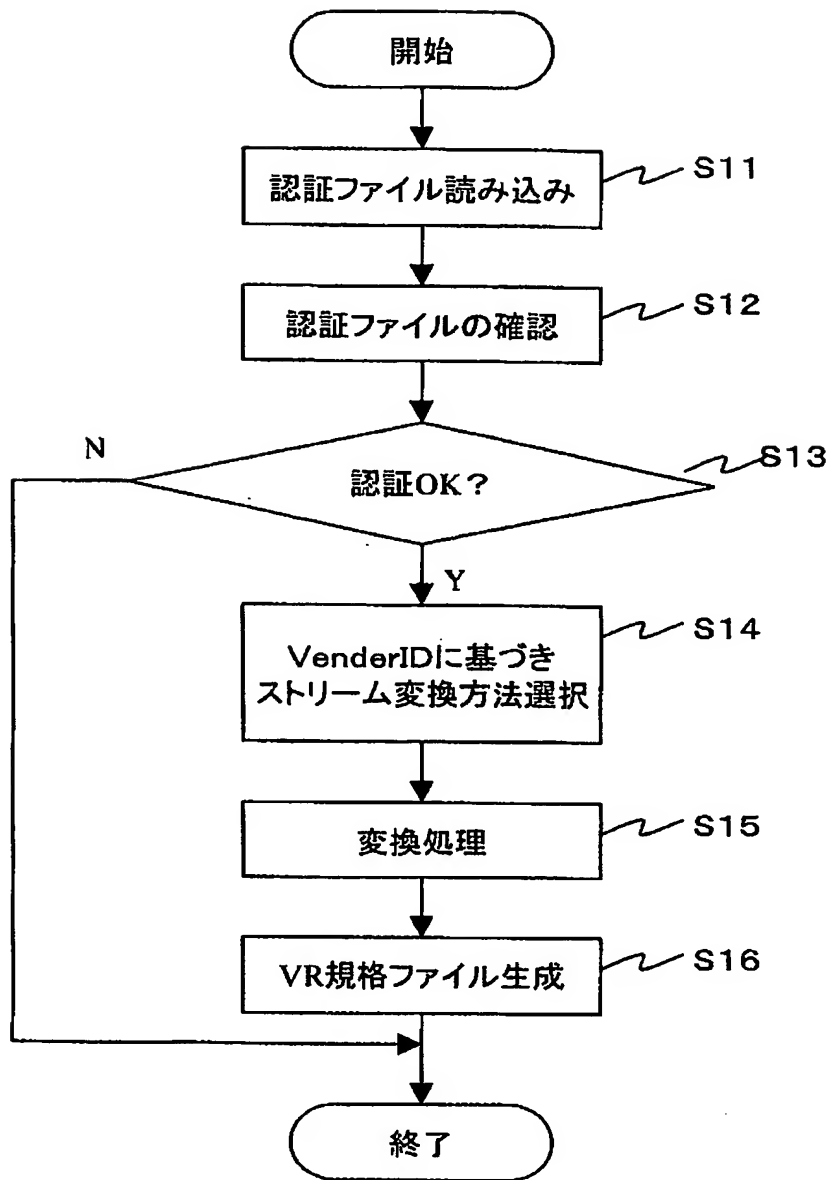 開始
認証ファイル読み込み
S11
認証ファイルの確認
S12
N
認証OK?
S13
Y
VenderIDに基づき
ストリーム変換方法選択
S14
変換処理
S15
VR規格ファイル生成
S16
終了